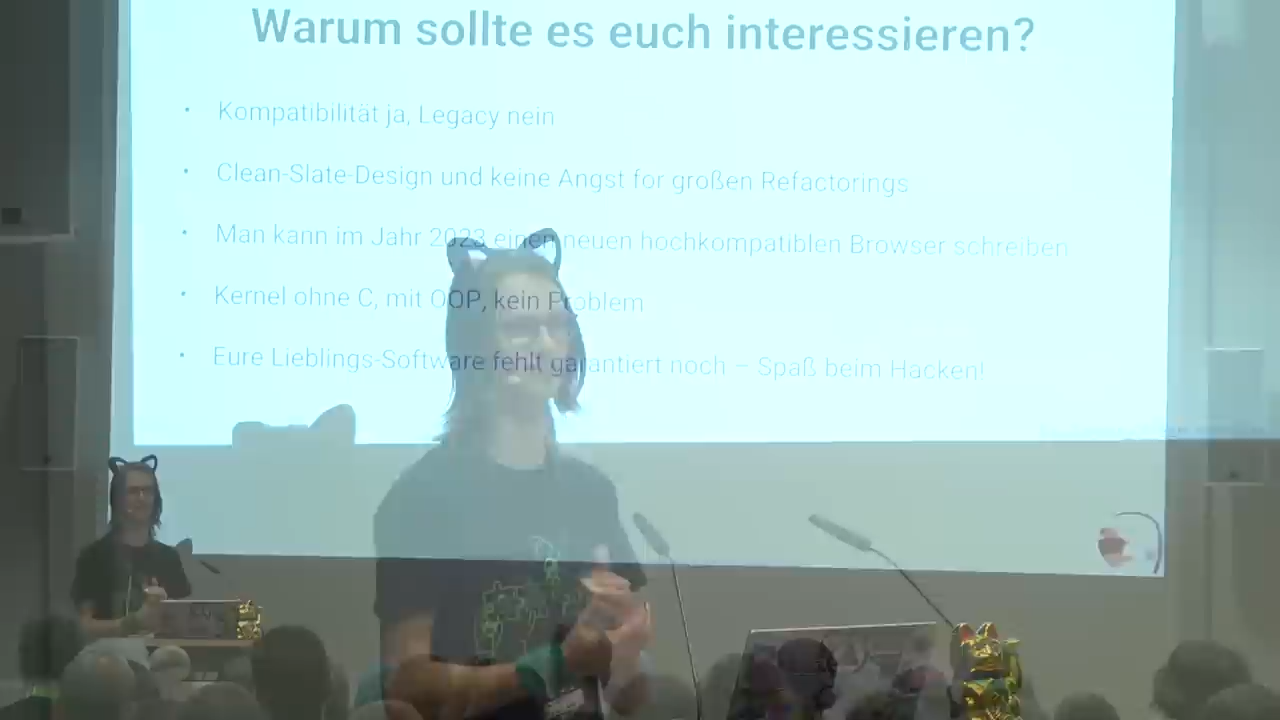 Warum sollte es euch interessieren?
• Kompatibilität ja, Legacy nein
• Clean-Slate-Design und keine Angst for großen Refactorings
• Man kann im Jahr 2023 einen neuen hochkompatiblen Browser schreiben
• Kernel ohne C, mit OOP, kein Problem
• Eure Lieblings-Software fehlt garantiert noch – Spaß beim Hacken!